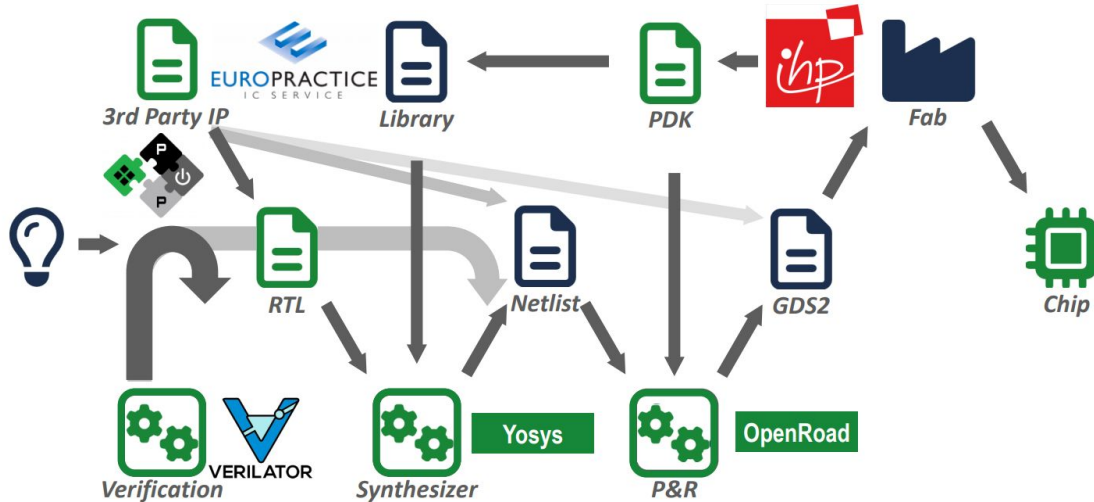 EUROPRACTICE
IC SERVICE
ihp
3rd Party IP
Library
PDK
Fab
P
P
RTL
Netlist
GDS2
Chip
Yosys
OpenRoad
VERILATOR
Verification
Synthesizer
P&R